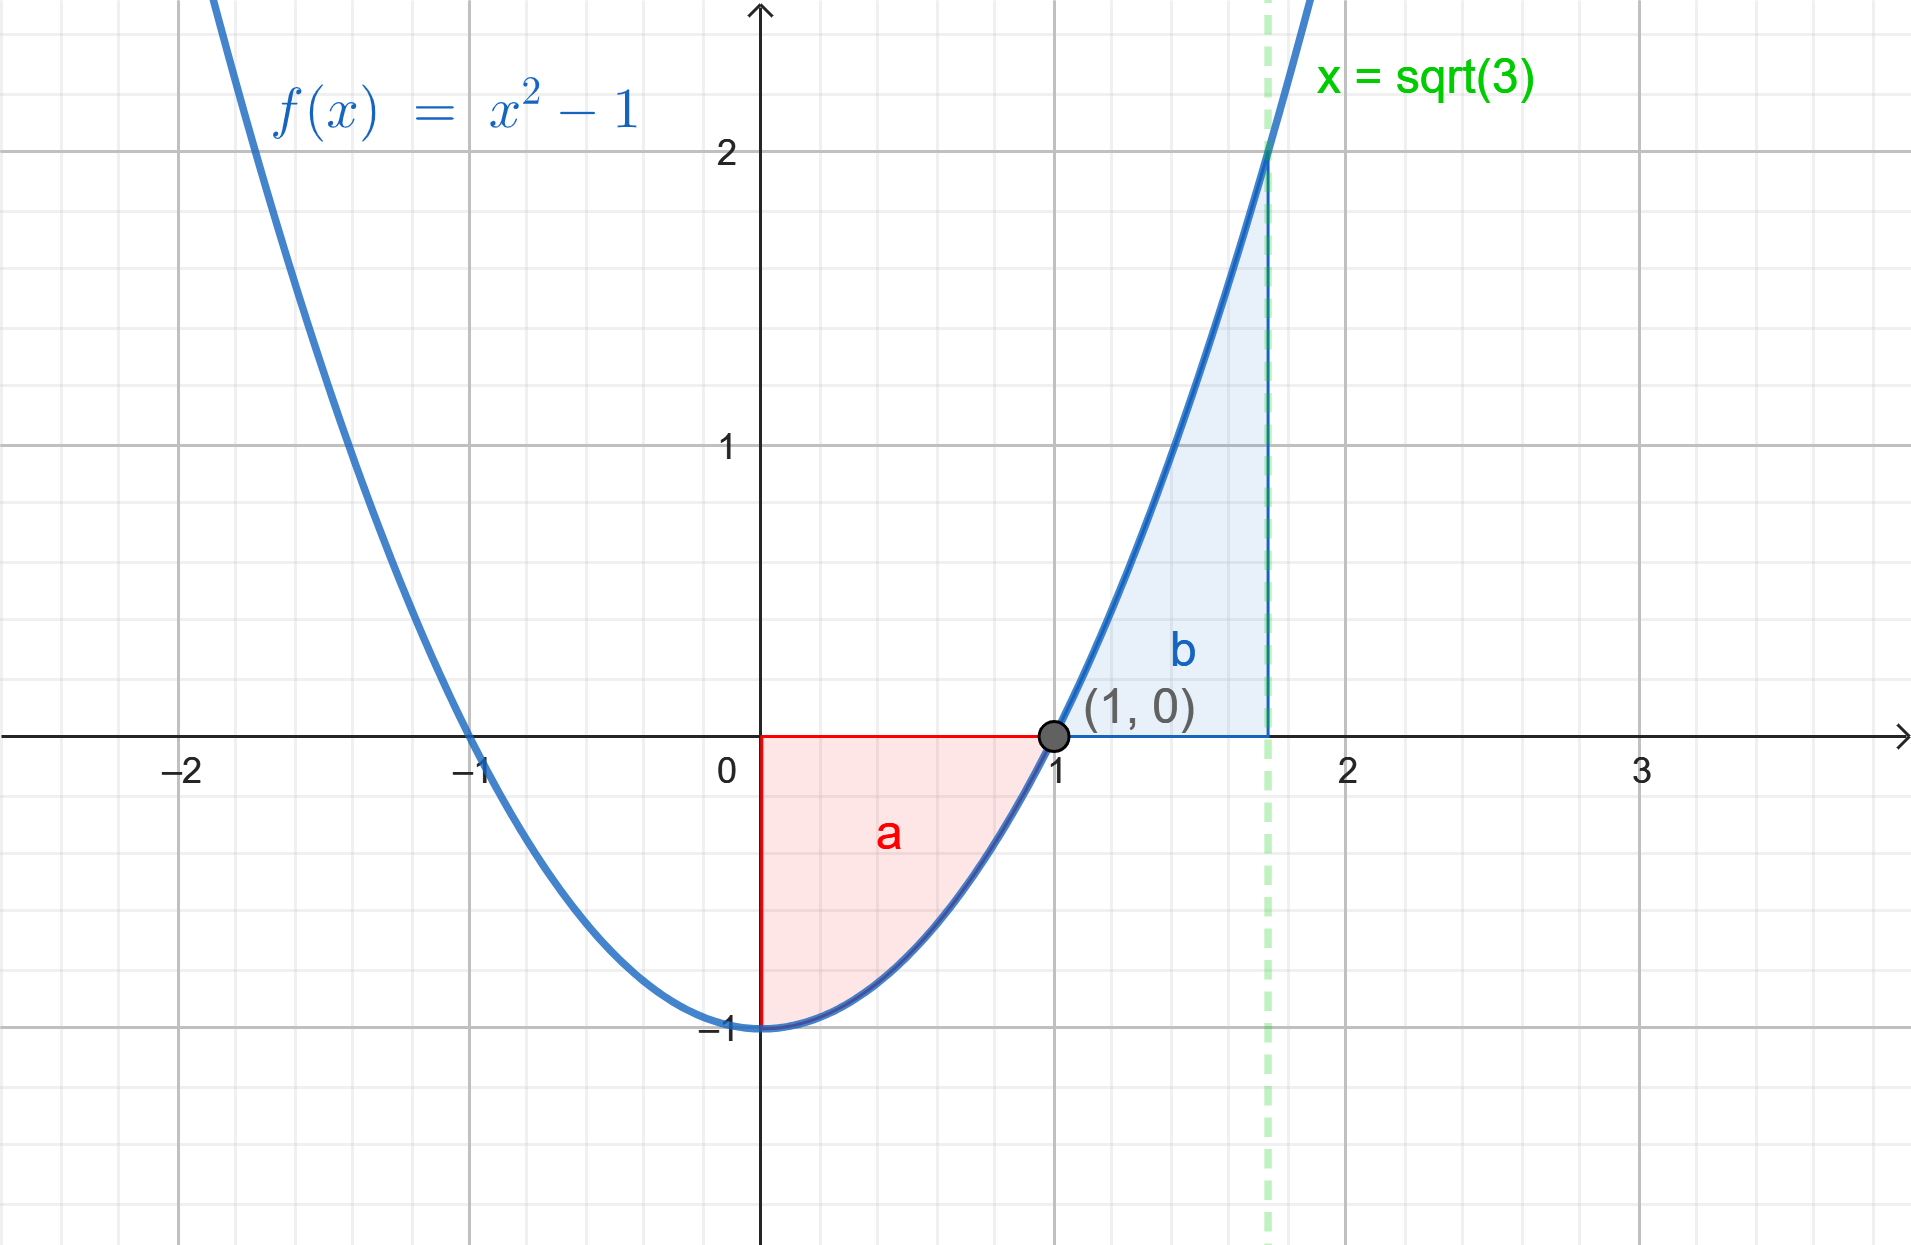 x = sqrt(3)
f(x) = x² − 1
2
1
b
(1, 0)
−2
−1
0
1
2
3
a
−1